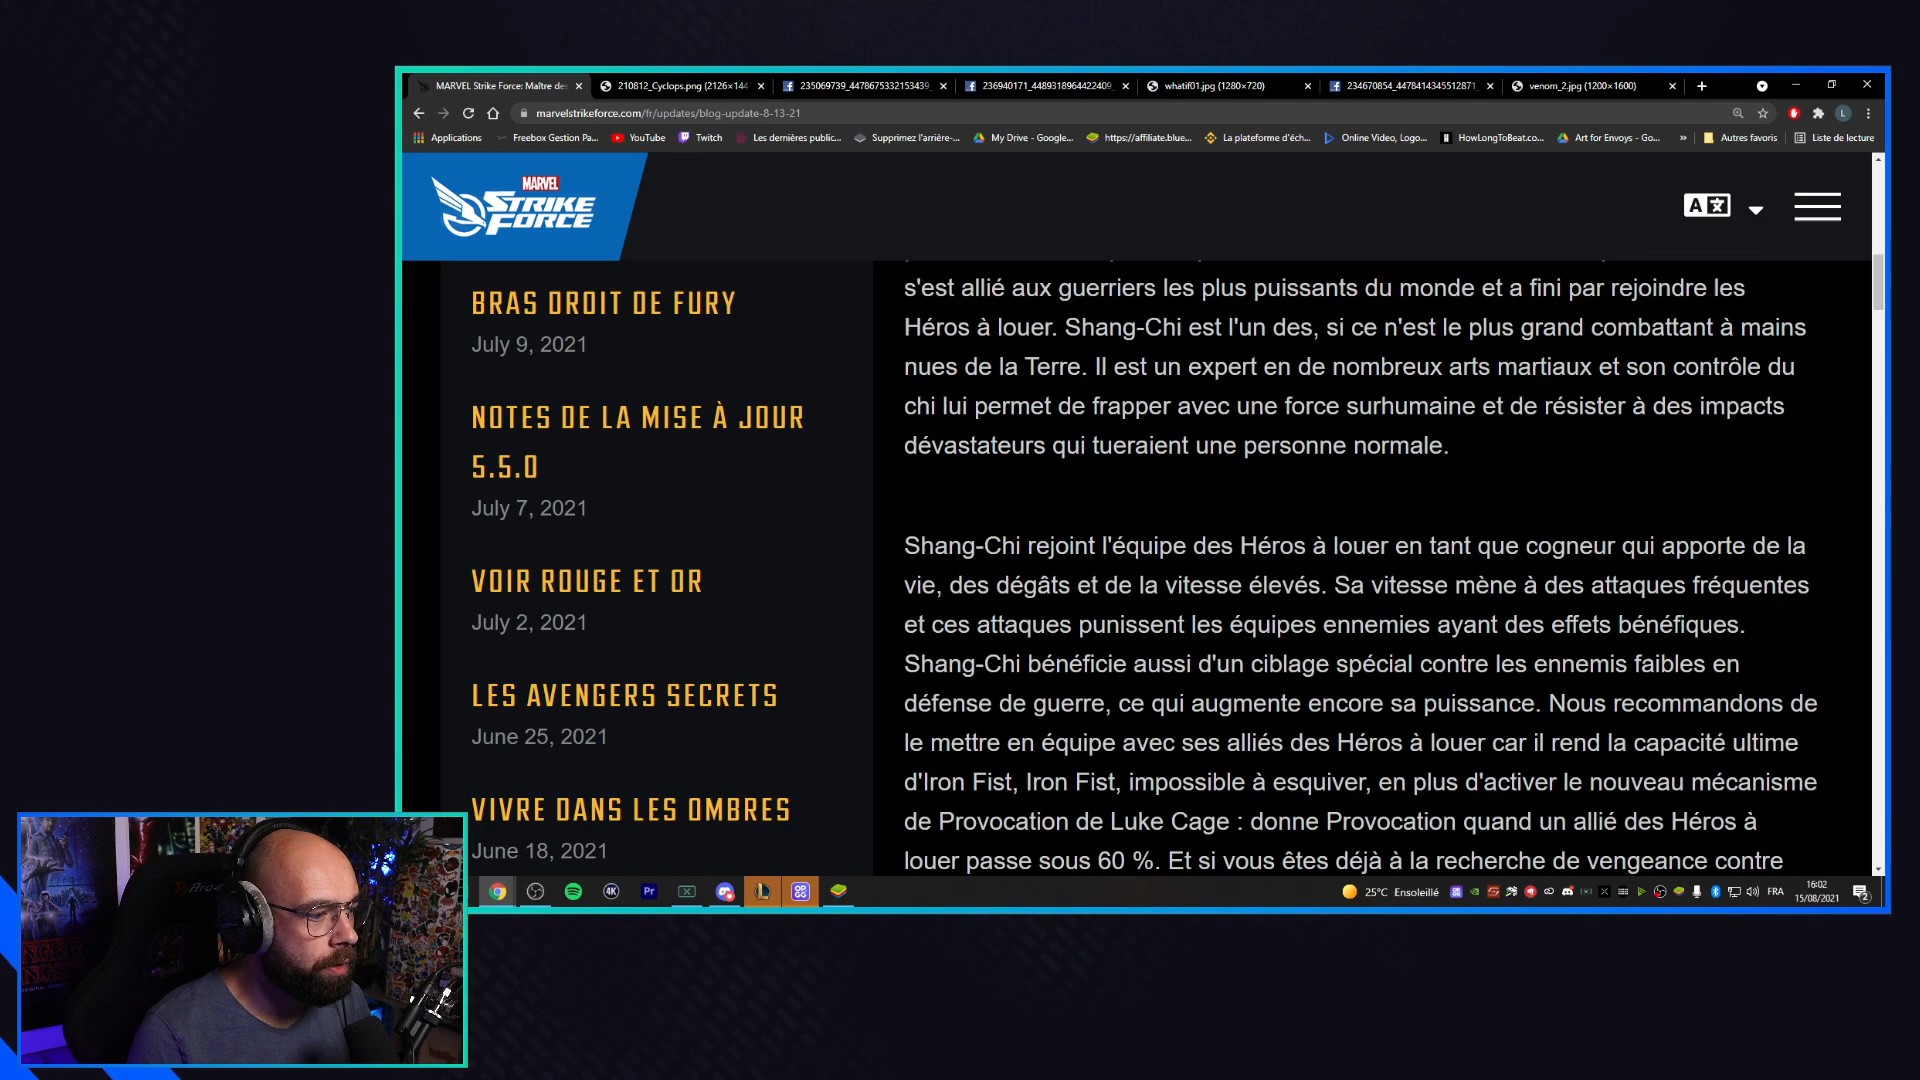 MARVEL Strike Force: Maître des
210812_Cyclops.png (2126×144
235069739_4478675332153439_
236940171_4489318964422409_
whatif01.jpg (1280×720)
234670854_4478414345512871_
venom_2.jpg (1200×1600)
marvelstrikeforce.com/fr/updates/blog-update-8-13-21
Applications
Freebox Gestion Pa...
YouTube
Twitch
Les dernières public...
Supprimez l'arrière-...
My Drive - Google...
https://affiliate.blue...
La plateforme d'éch...
Online Video, Logo...
HowLongToBeat.co...
Art for Envoys - Go...
»
Autres favoris
Liste de lecture
MARVEL
STRIKE
FORCE
BRAS DROIT DE FURY
July 9, 2021
NOTES DE LA MISE À JOUR
5.5.0
July 7, 2021
VOIR ROUGE ET OR
July 2, 2021
LES AVENGERS SECRETS
June 25, 2021
VIVRE DANS LES OMBRES
June 18, 2021
s'est allié aux guerriers les plus puissants du monde et a fini par rejoindre les
Héros à louer. Shang-Chi est l'un des, si ce n'est le plus grand combattant à mains
nues de la Terre. Il est un expert en de nombreux arts martiaux et son contrôle du
chi lui permet de frapper avec une force surhumaine et de résister à des impacts
dévastateurs qui tueraient une personne normale.
Shang-Chi rejoint l'équipe des Héros à louer en tant que cogneur qui apporte de la
vie, des dégâts et de la vitesse élevés. Sa vitesse mène à des attaques fréquentes
et ces attaques punissent les équipes ennemies ayant des effets bénéfiques.
Shang-Chi bénéficie aussi d'un ciblage spécial contre les ennemis faibles en
défense de guerre, ce qui augmente encore sa puissance. Nous recommandons de
le mettre en équipe avec ses alliés des Héros à louer car il rend la capacité ultime
d'Iron Fist, Iron Fist, impossible à esquiver, en plus d'activer le nouveau mécanisme
de Provocation de Luke Cage : donne Provocation quand un allié des Héros à
louer passe sous 60 %. Et si vous êtes déjà à la recherche de vengeance contre
4K
Pr
OP
GG
25°C Ensoleillé
FRA
16:02
15/08/2021
2